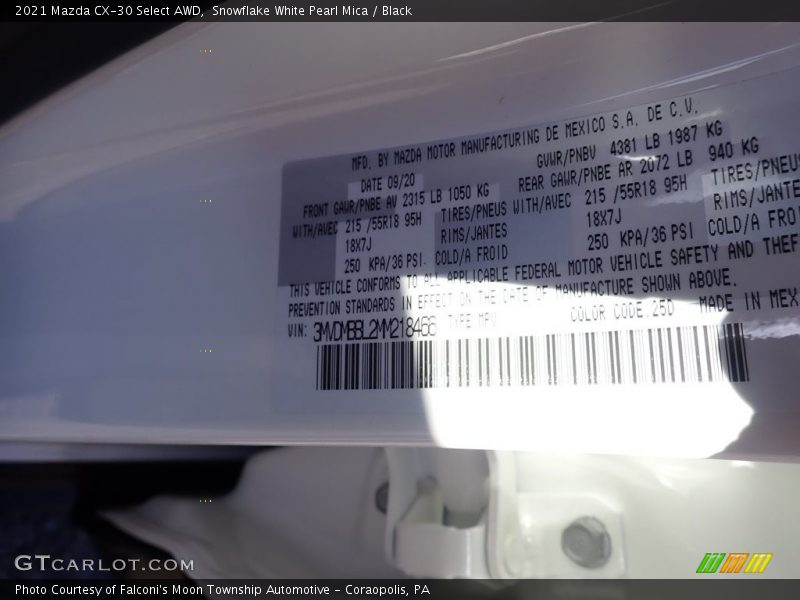 2021 Mazda CX-30 Select AWD, Snowflake White Pearl Mica / Black
MFD. BY MAZDA MOTOR MANUFACTURING DE MEXICO S.A. DE C.V.
DATE 09/20 GVWR/PNBV 4381 LB 1987 KG
FRONT GAWR/PNBE AV 2315 LB 1050 KG REAR GAWR/PNBE AR 2072 LB 940 KG
WITH/AVEC 215 /55R18 95H TIRES/PNEUS WITH/AVEC 215 /55R18 95H TIRES/PNEUS
18X7J RIMS/JANTES 18X7J RIMS/JANTE
250 KPA/36 PSI. COLD/A FROID 250 KPA/36 PSI COLD/A FROI
THIS VEHICLE CONFORMS TO ALL APPLICABLE FEDERAL MOTOR VEHICLE SAFETY AND THEF
PREVENTION STANDARDS IN EFFECT ON THE DATE OF MANUFACTURE SHOWN ABOVE.
VIN: 3MVDMBBL2MM218466 TYPE MPV COLOR CODE:25D MADE IN MEX
GTCARLOT.COM
Photo Courtesy of Falconi's Moon Township Automotive - Coraopolis, PA